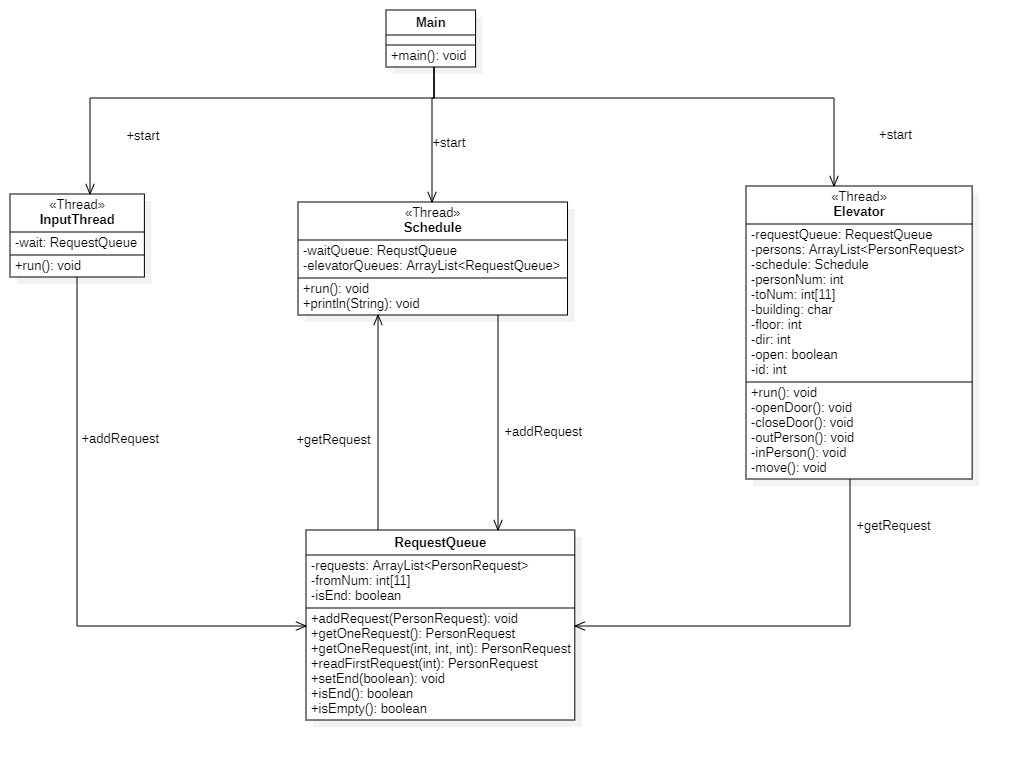 Main
+main(): void
+start
+start
+start
«Thread»
InputThread
-wait: RequestQueue
+run(): void
«Thread»
Schedule
-waitQueue: RequstQueue
-elevatorQueues: ArrayList<RequestQueue>
+run(): void
+println(String): void
«Thread»
Elevator
-requestQueue: RequestQueue
-persons: ArrayList<PersonRequest>
-schedule: Schedule
-personNum: int
-toNum: int[11]
-building: char
-floor: int
-dir: int
-open: boolean
-id: int
+run(): void
-openDoor(): void
-closeDoor(): void
-outPerson(): void
-inPerson(): void
-move(): void
+addRequest
+getRequest
+addRequest
+getRequest
RequestQueue
-requests: ArrayList<PersonRequest>
-fromNum: int[11]
-isEnd: boolean
+addRequest(PersonRequest): void
+getOneRequest(): PersonRequest
+getOneRequest(int, int, int): PersonRequest
+readFirstRequest(int): PersonRequest
+setEnd(boolean): void
+isEnd(): boolean
+isEmpty(): boolean